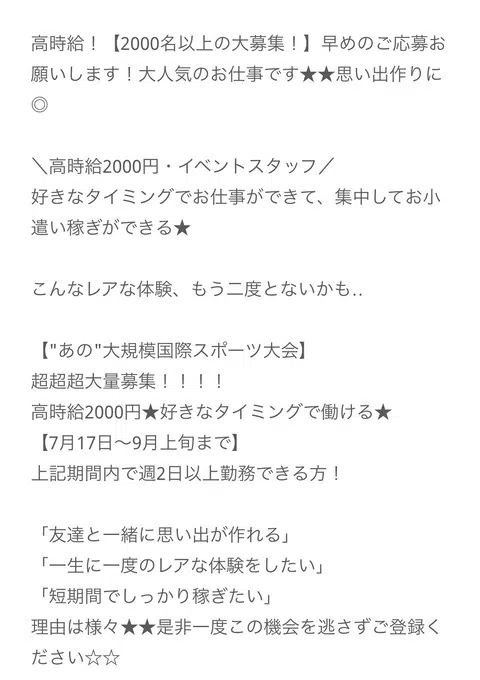 高時給！【2000名以上の大募集！】早めのご応募お
願いします！大人気のお仕事です★★思い出作りに
◎
＼高時給2000円・イベントスタッフ／
好きなタイミングでお仕事ができて、集中してお小
遣い稼ぎができる★
こんなレアな体験、もう二度とないかも‥
【"あの"大規模国際スポーツ大会】
超超超大量募集！！！！
高時給2000円★好きなタイミングで働ける★
【7月17日〜9月上旬まで】
上記期間内で週2日以上勤務できる方！
「友達と一緒に思い出が作れる」
「一生に一度のレアな体験をしたい」
「短期間でしっかり稼ぎたい」
理由は様々★★是非一度この機会を逃さずご登録く
ださい☆☆